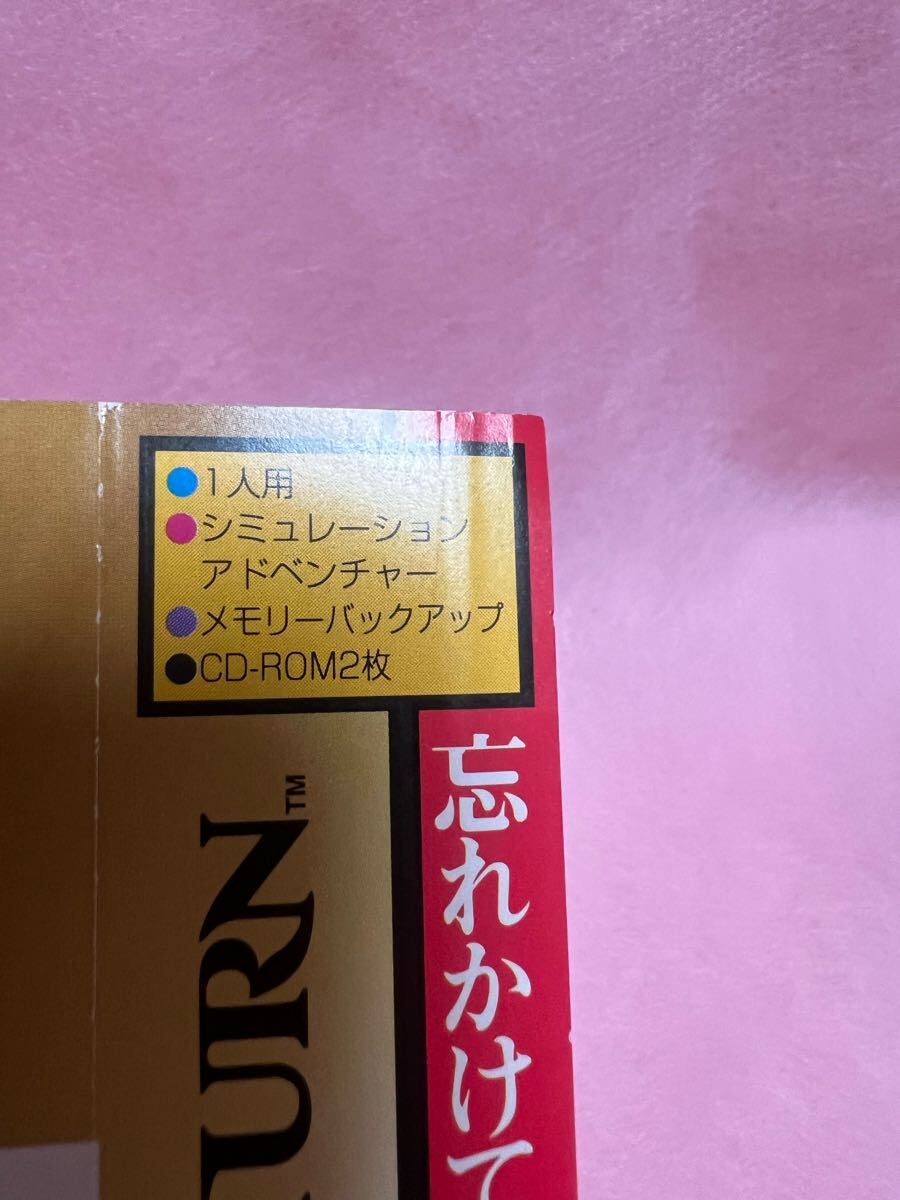 ●1人用
●シミュレーション
アドベンチャー
●メモリーバックアップ
●CD-ROM2枚
忘れかけて
URN™